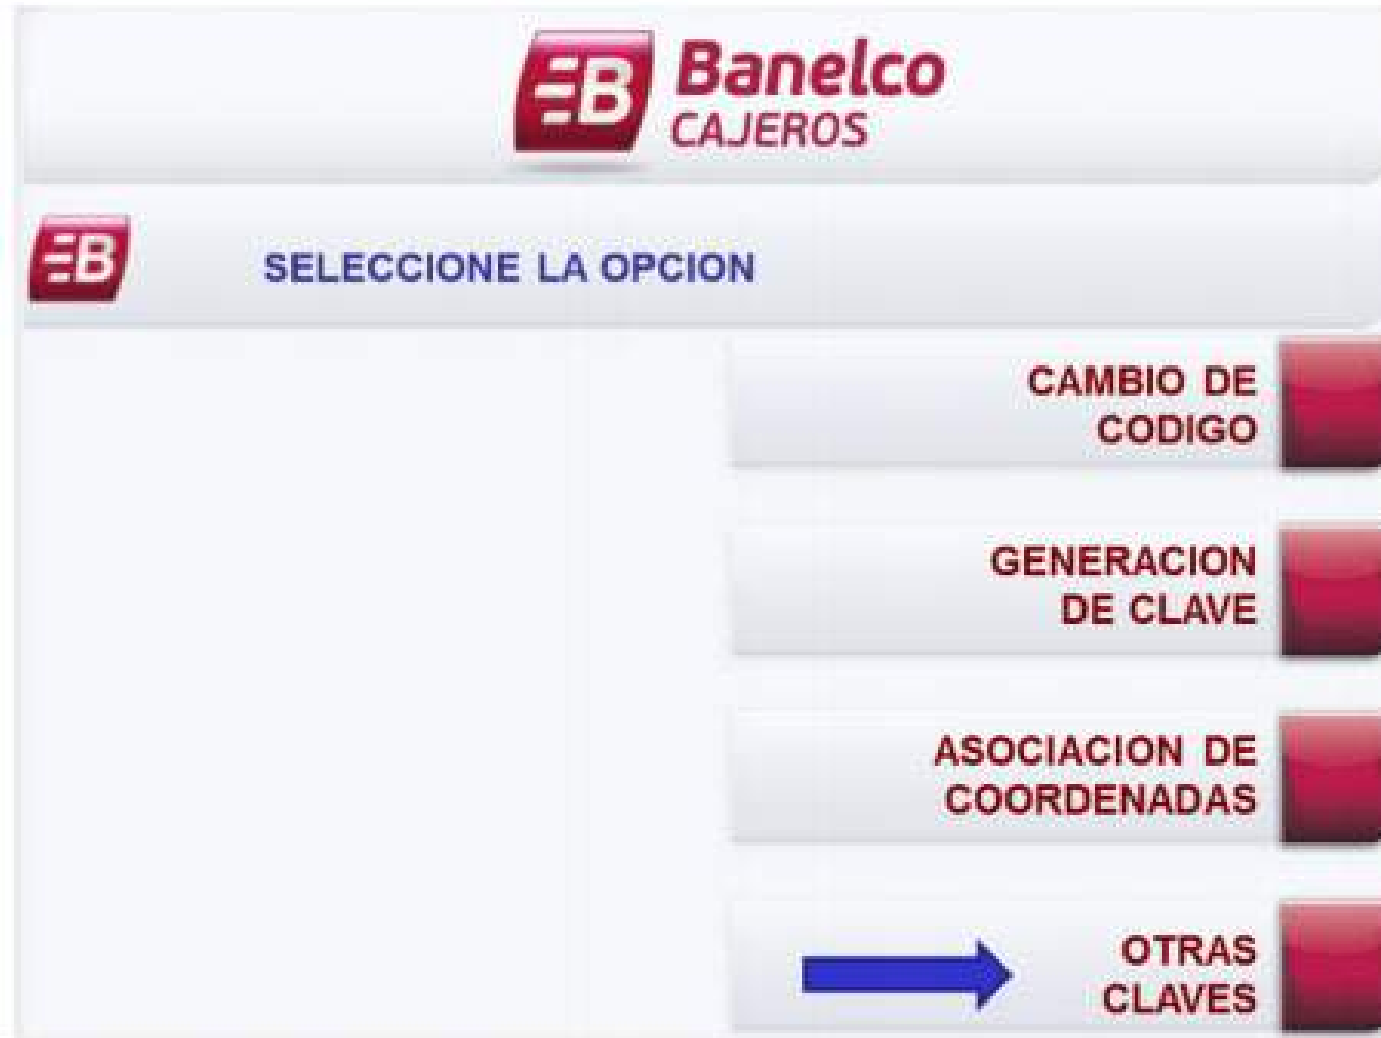 Banelco
CAJEROS
SELECCIONE LA OPCION
CAMBIO DE
CODIGO
GENERACION
DE CLAVE
ASOCIACION DE
COORDENADAS
OTRAS
CLAVES